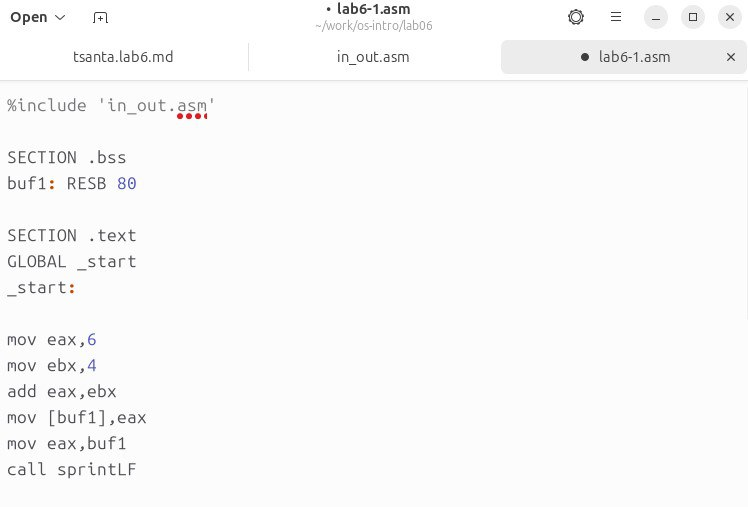 Open
• lab6-1.asm
~/work/os-intro/lab06
tsanta.lab6.md
in_out.asm
● lab6-1.asm
%include 'in_out.asm'
SECTION .bss
buf1: RESB 80
SECTION .text
GLOBAL _start
_start:
mov eax,6
mov ebx,4
add eax,ebx
mov [buf1],eax
mov eax,buf1
call sprintLF